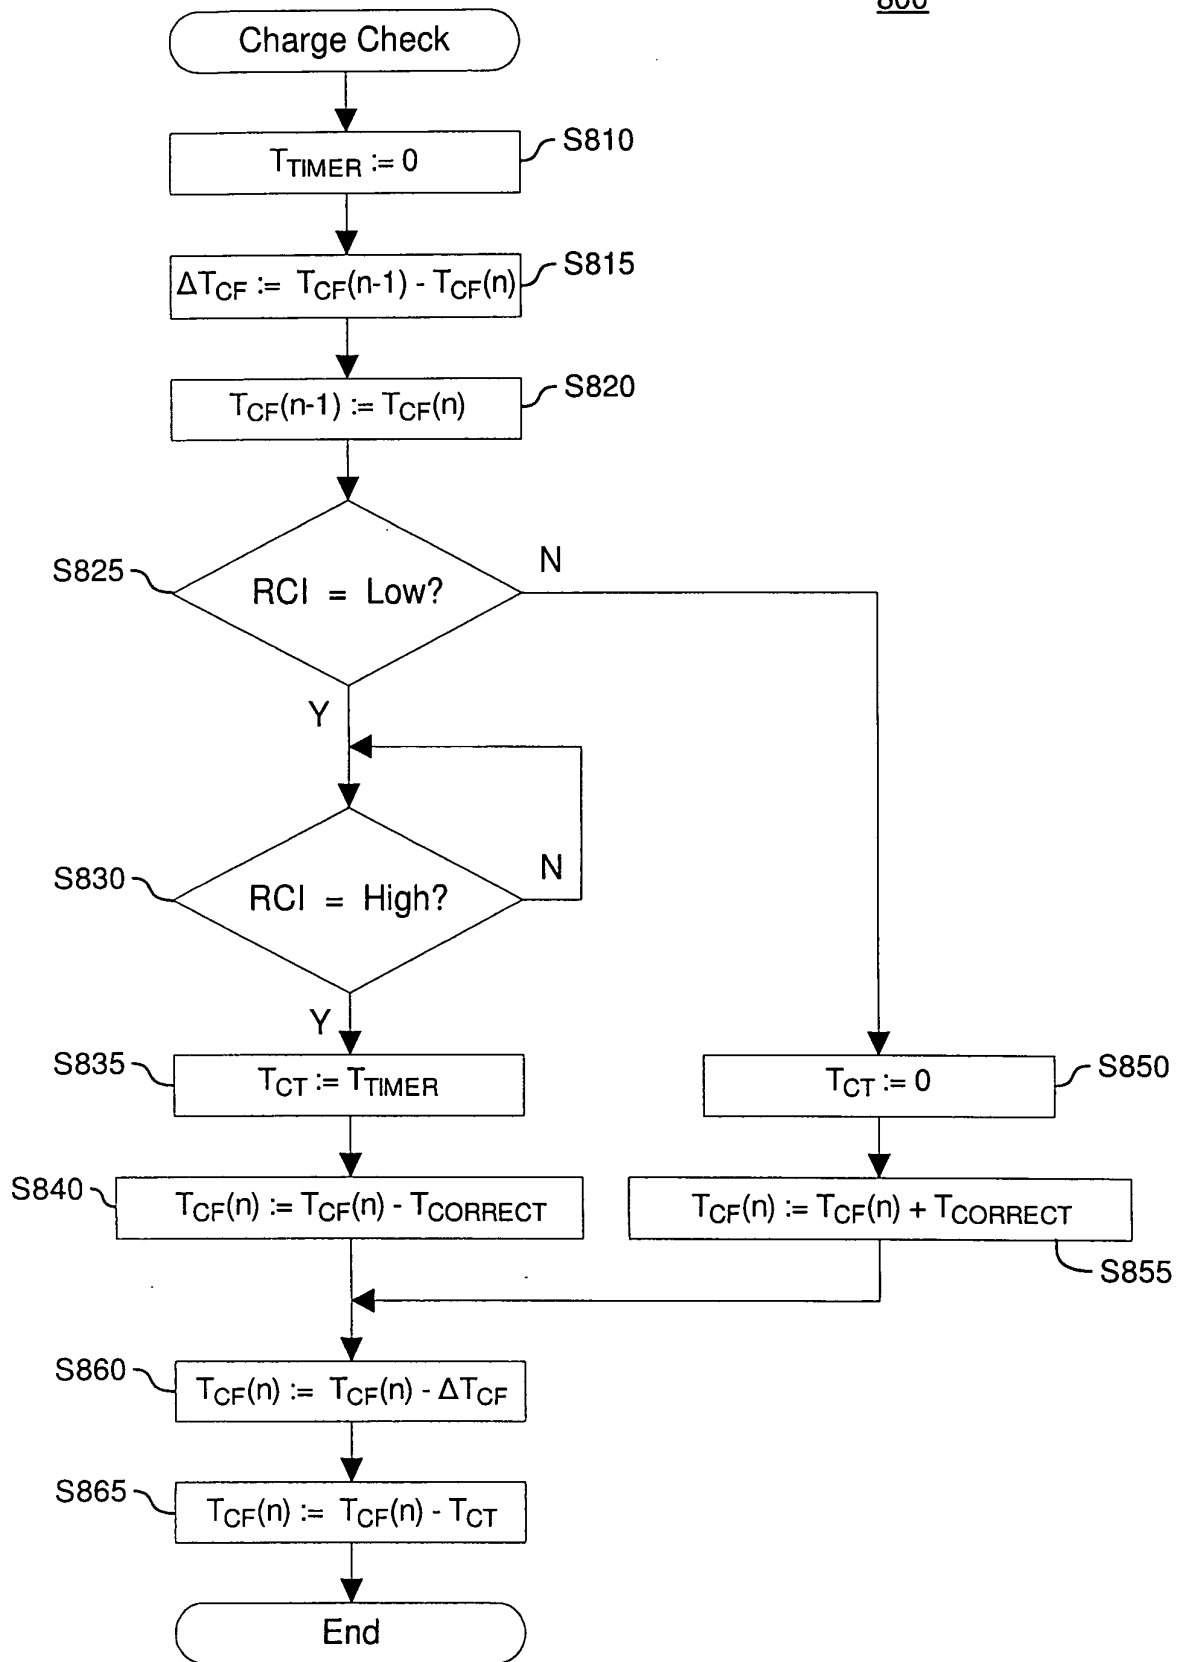 800
Charge Check
T_TIMER := 0
S810
ΔT_CF := T_CF(n-1) - T_CF(n)
S815
T_CF(n-1) := T_CF(n)
S820
S825
RCI = Low?
N
Y
S830
RCI = High?
N
Y
S835
T_CT := T_TIMER
T_CT := 0
S850
S840
T_CF(n) := T_CF(n) - T_CORRECT
T_CF(n) := T_CF(n) + T_CORRECT
S855
S860
T_CF(n) := T_CF(n) - ΔT_CF
S865
T_CF(n) := T_CF(n) - T_CT
End